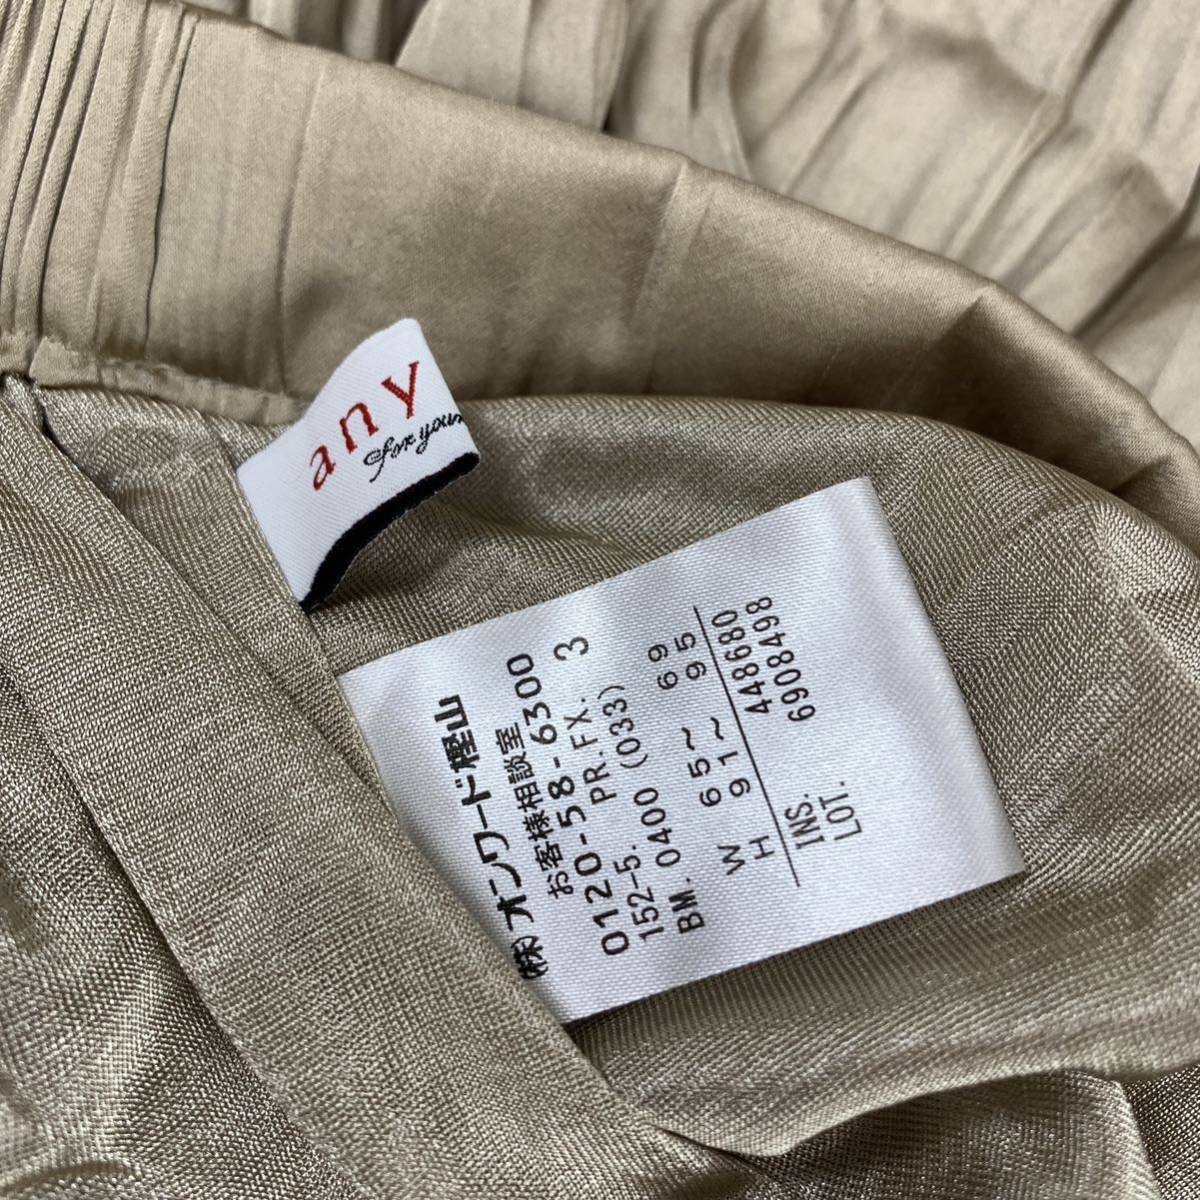 any
for you
㈱オンワード樫山
お客様相談室
0120-58-6300
152-5. PR.FX. 3
BM. 0400 (033)
W 65〜 69
H 91〜 95
INS. 448680
LOT. 6908498